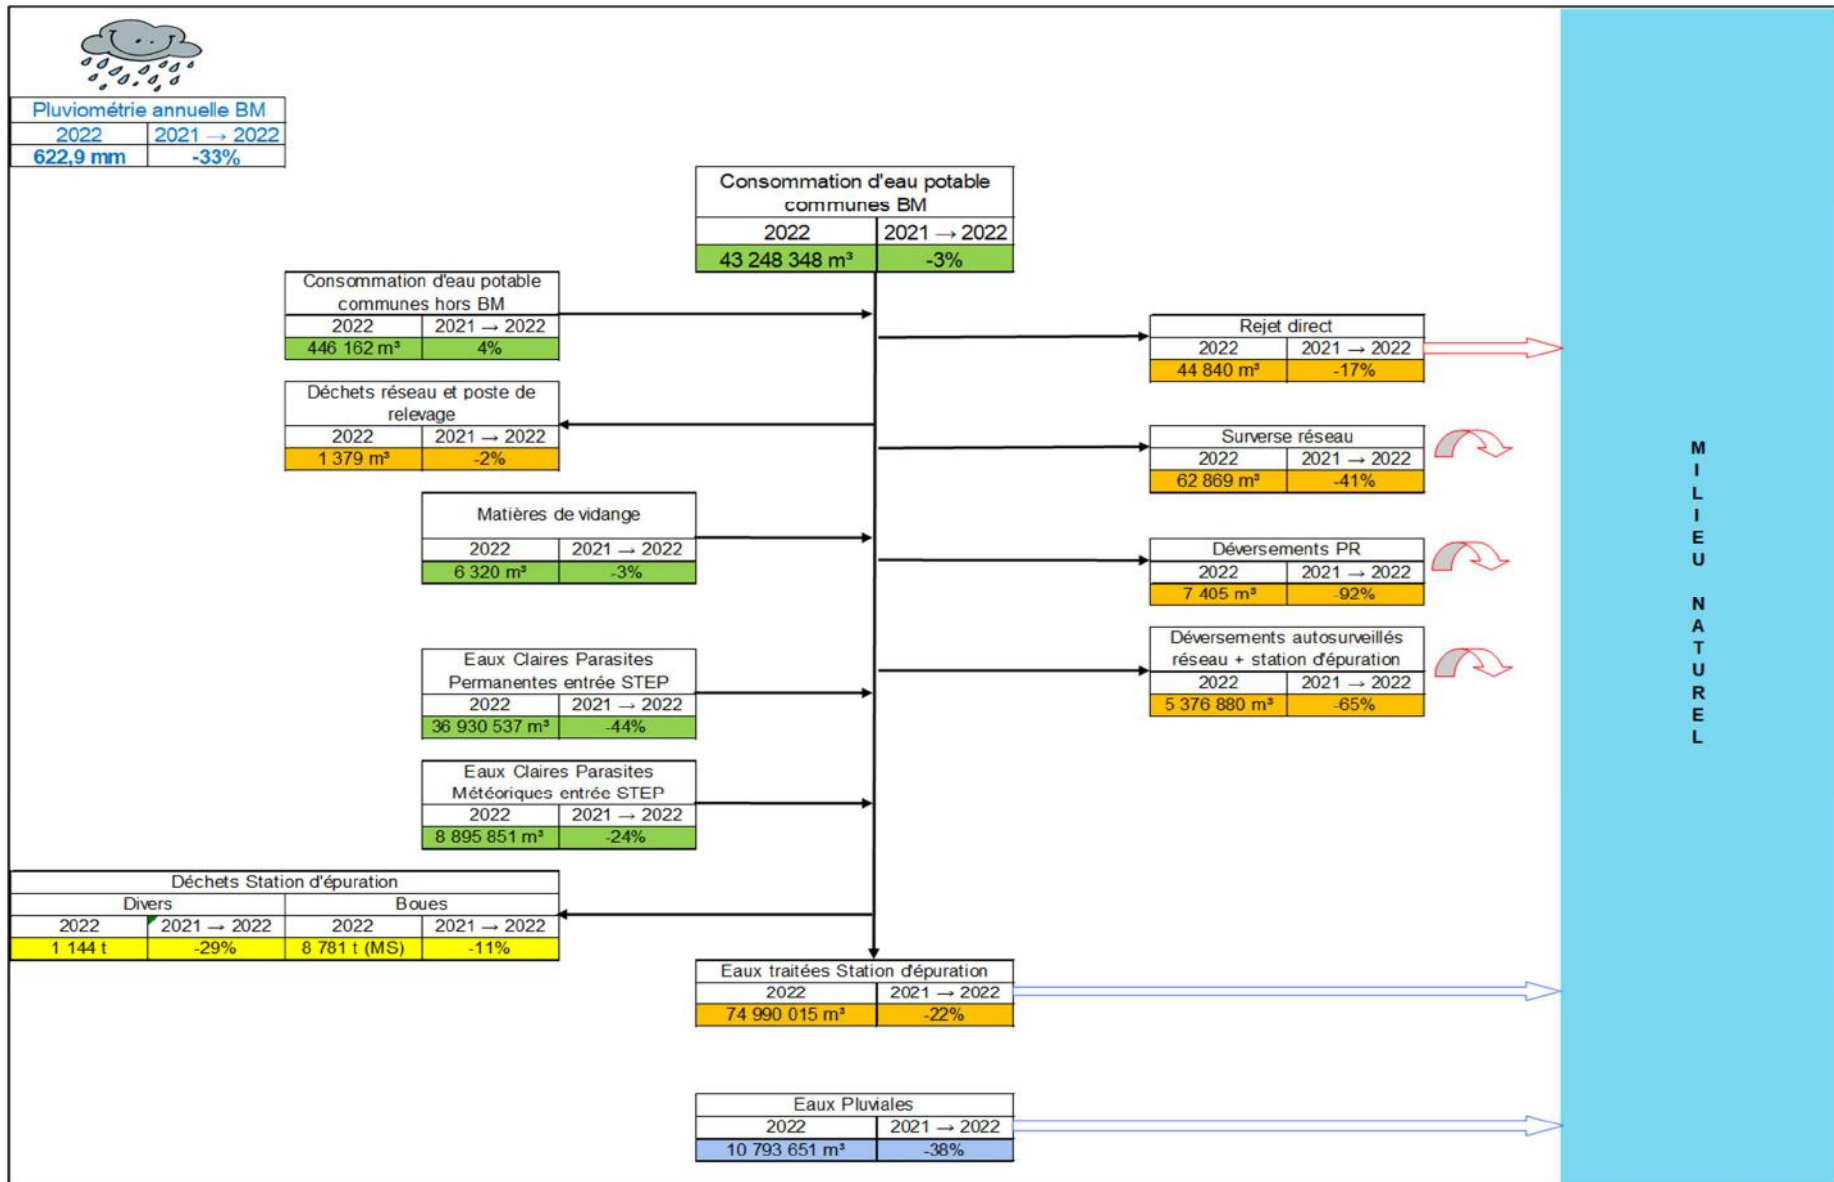 Pluviométrie annuelle BM
2022 2021 → 2022
622,9 mm -33%
Consommation d'eau potable
communes BM
2022 2021 → 2022
43 248 348 m³ -3%
Consommation d'eau potable
communes hors BM
2022 2021 → 2022
446 162 m³ 4%
Rejet direct
2022 2021 → 2022
44 840 m³ -17%
Déchets réseau et poste de
relevage
2022 2021 → 2022
1 379 m³ -2%
Surverse réseau
2022 2021 → 2022
62 869 m³ -41%
Matières de vidange
2022 2021 → 2022
6 320 m³ -3%
Déversements PR
2022 2021 → 2022
7 405 m³ -92%
Déversements autosurveillés
réseau + station d'épuration
2022 2021 → 2022
5 376 880 m³ -65%
Eaux Claires Parasites
Permanentes entrée STEP
2022 2021 → 2022
36 930 537 m³ -44%
Eaux Claires Parasites
Météoriques entrée STEP
2022 2021 → 2022
8 895 851 m³ -24%
Déchets Station d'épuration
Divers Boues
2022 2021 → 2022 2022 2021 → 2022
1 144 t -29% 8 781 t (MS) -11%
Eaux traitées Station d'épuration
2022 2021 → 2022
74 990 015 m³ -22%
Eaux Pluviales
2022 2021 → 2022
10 793 651 m³ -38%
MILIEU NATUREL